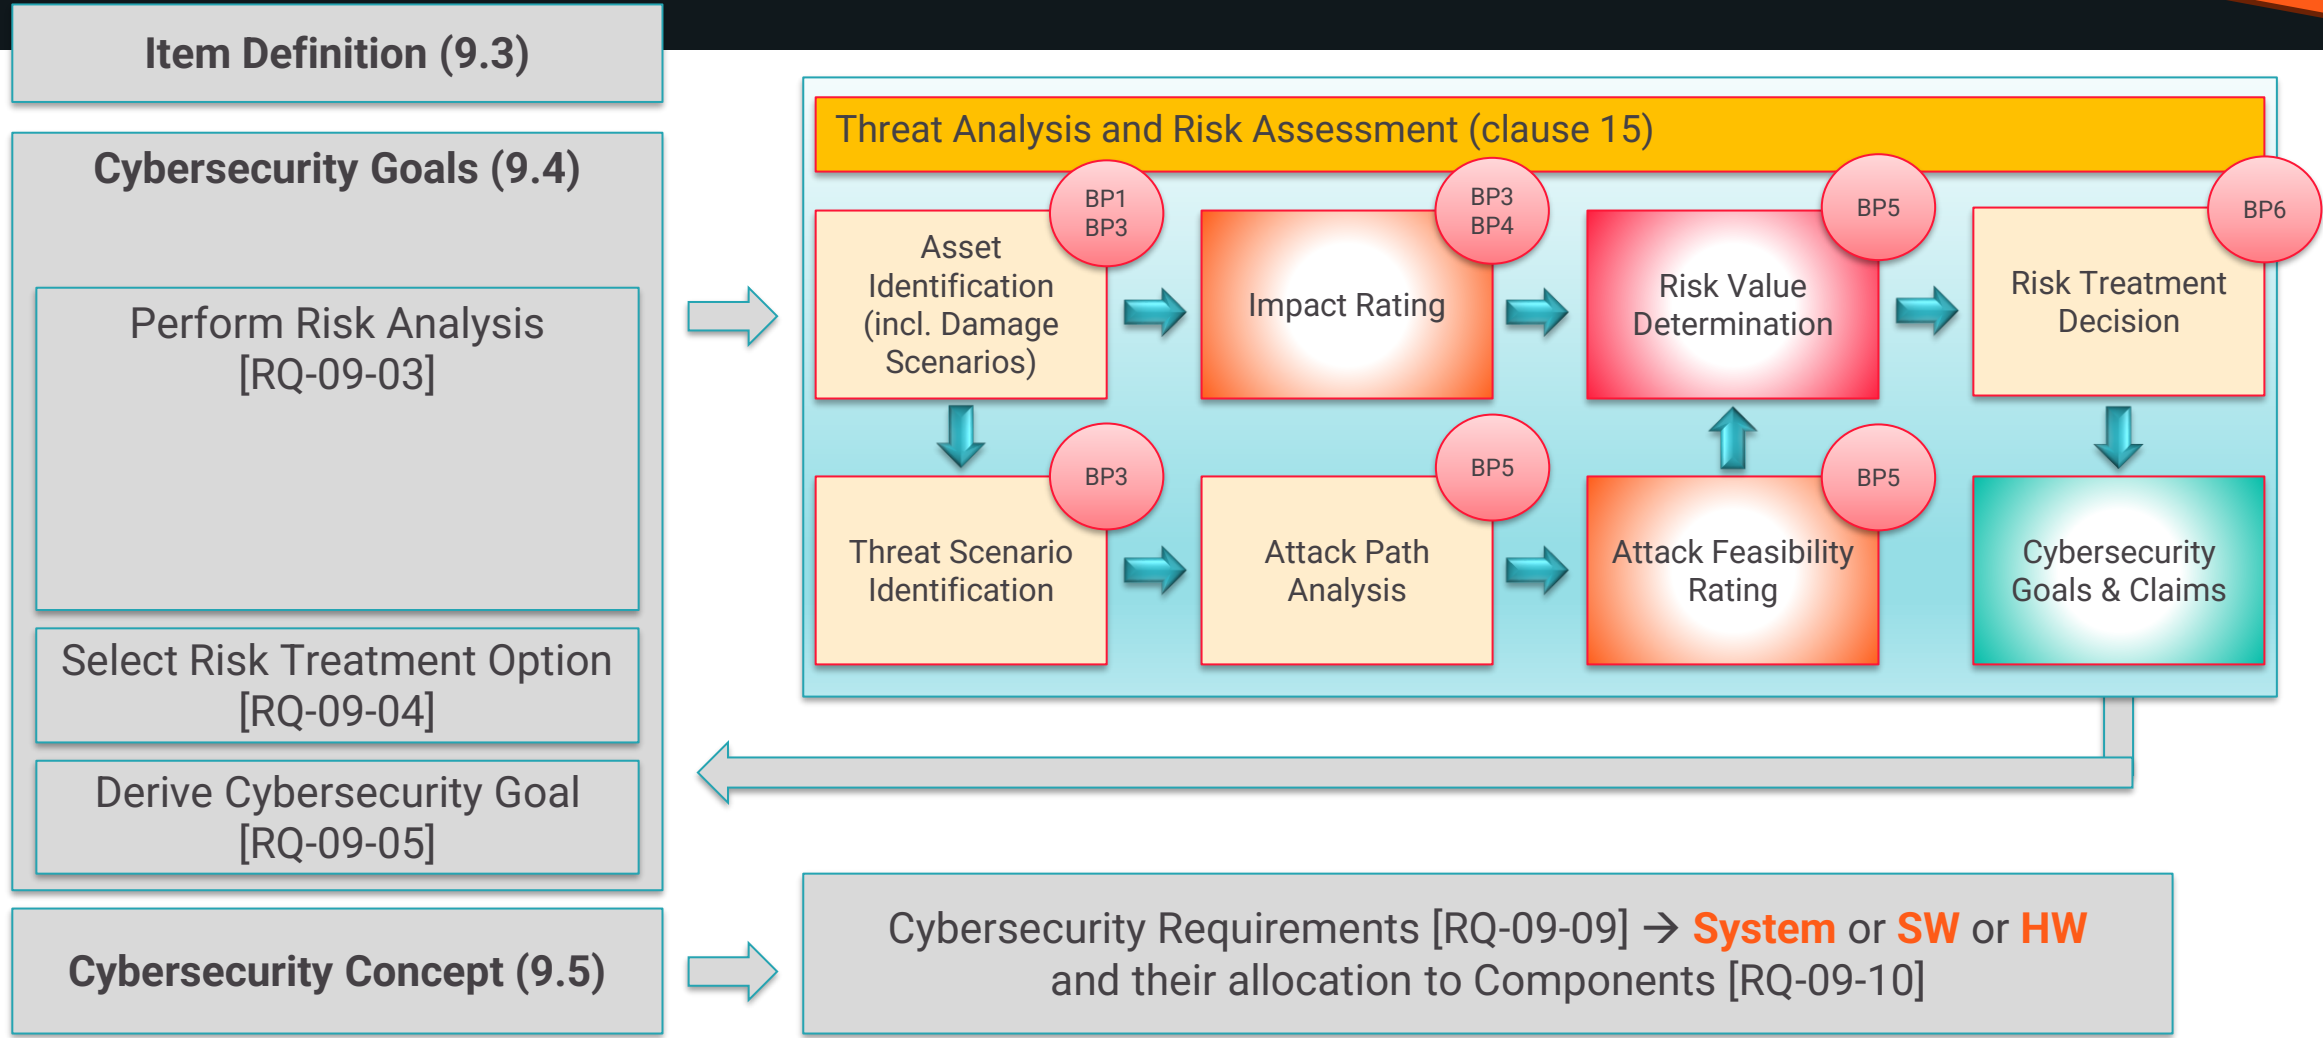 Item Definition (9.3)
Cybersecurity Goals (9.4)
Perform Risk Analysis
[RQ-09-03]
Select Risk Treatment Option
[RQ-09-04]
Derive Cybersecurity Goal
[RQ-09-05]
Cybersecurity Concept (9.5)
Threat Analysis and Risk Assessment (clause 15)
BP1
BP3
Asset
Identification
(incl. Damage
Scenarios)
BP3
BP4
Impact Rating
BP5
Risk Value
Determination
BP6
Risk Treatment
Decision
BP3
Threat Scenario
Identification
BP5
Attack Path
Analysis
BP5
Attack Feasibility
Rating
Cybersecurity
Goals & Claims
Cybersecurity Requirements [RQ-09-09] → System or SW or HW
and their allocation to Components [RQ-09-10]